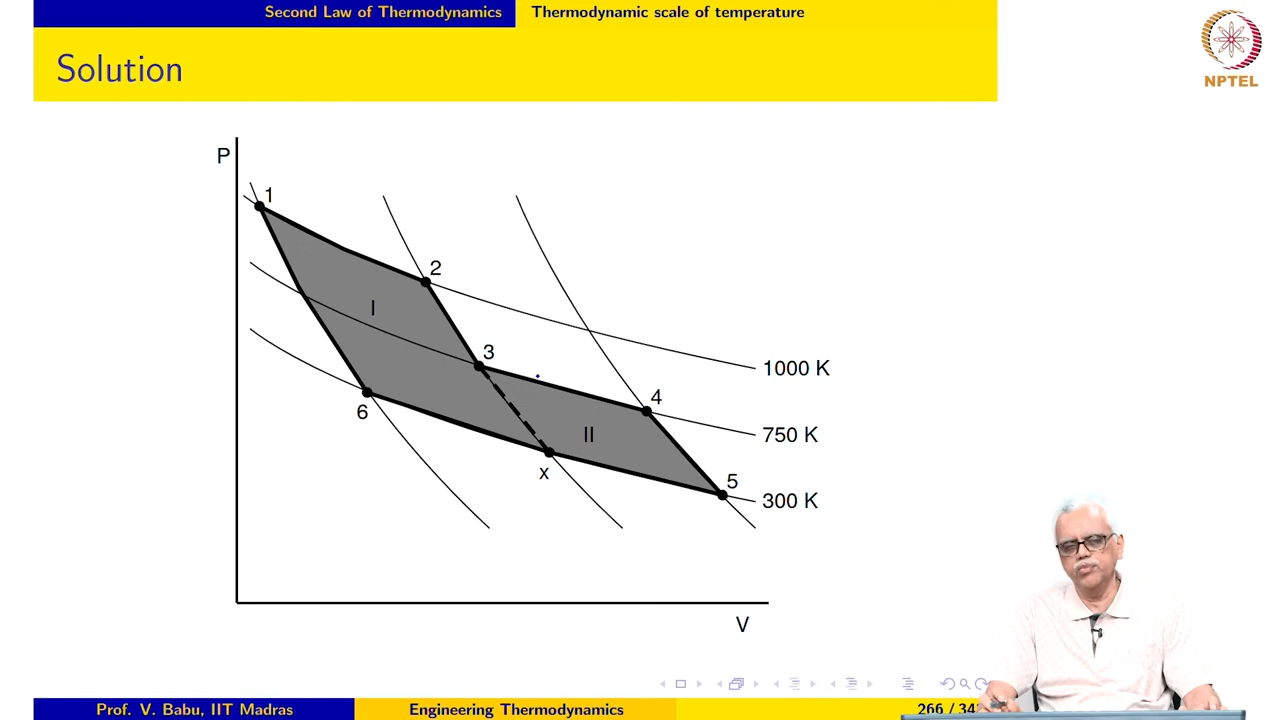 Second Law of Thermodynamics Thermodynamic scale of temperature
Solution
NPTEL
P
1
2
I
3
1000 K
4
6
II
750 K
x
5
300 K
V
Prof. V. Babu, IIT Madras Engineering Thermodynamics 266 / 34